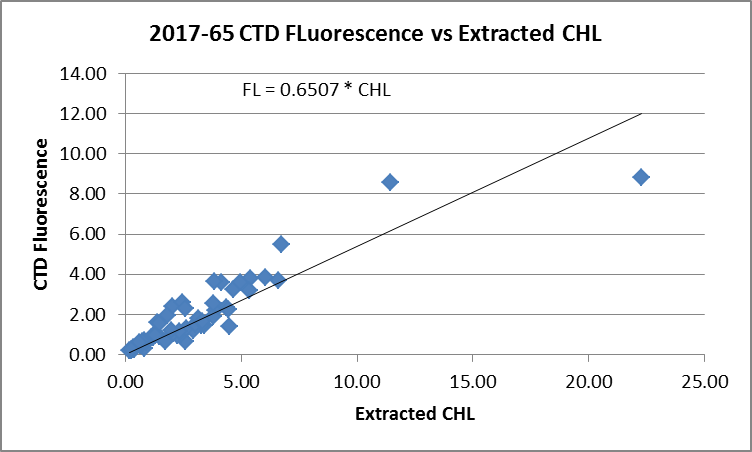 2017-65 CTD FLuorescence vs Extracted CHL
FL = 0.6507 * CHL
CTD Fluorescence
14.00
12.00
10.00
8.00
6.00
4.00
2.00
0.00
0.00 5.00 10.00 15.00 20.00 25.00
Extracted CHL